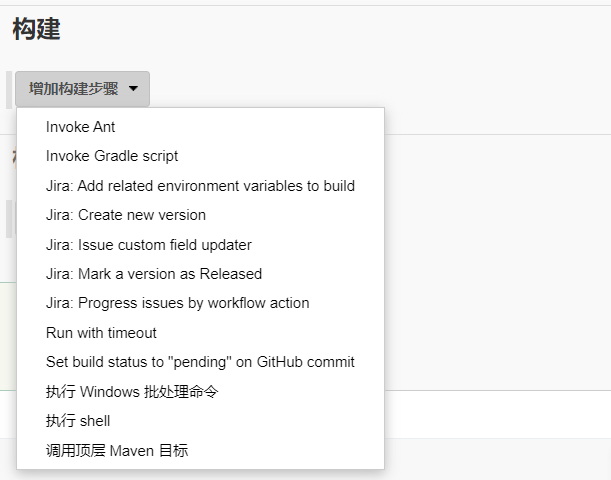 构建
增加构建步骤
Invoke Ant
Invoke Gradle script
Jira: Add related environment variables to build
Jira: Create new version
Jira: Issue custom field updater
Jira: Mark a version as Released
Jira: Progress issues by workflow action
Run with timeout
Set build status to "pending" on GitHub commit
执行 Windows 批处理命令
执行 shell
调用顶层 Maven 目标